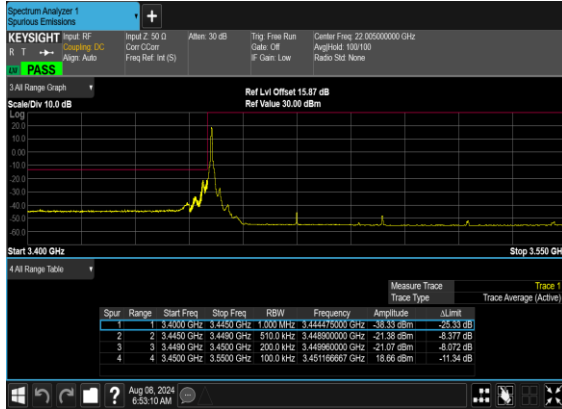 Spectrum Analyzer 1
Spurious Emissions
+
KEYSIGHT
R T
PASS
Input: RF
Coupling: DC
Align: Auto
Input Z: 50 Ω
Corr CCorr
Freq Ref: Int (S)
Atten: 30 dB
Trig: Free Run
Gate: Off
IF Gain: Low
Center Freq: 22.005000000 GHz
Avg|Hold: 100/100
Radio Std: None
3 All Range Graph
Scale/Div 10.0 dB
Ref Lvl Offset 15.87 dB
Ref Value 30.00 dBm
Log
20.0
10.0
0.00
-10.0
-20.0
-30.0
-40.0
-50.0
-60.0
Start 3.400 GHz
Stop 3.550 GH
4 All Range Table
Measure Trace Trace 1
Trace Type Trace Average (Active)
Spur Range Start Freq Stop Freq RBW Frequency Amplitude ΔLimit
1 1 3.4000 GHz 3.4450 GHz 1.000 MHz 3.444475000 GHz -38.33 dBm -25.33 dB
2 2 3.4450 GHz 3.4490 GHz 510.0 kHz 3.448900000 GHz -21.38 dBm -8.377 dB
3 3 3.4490 GHz 3.4500 GHz 200.0 kHz 3.449960000 GHz -21.07 dBm -8.072 dB
4 4 3.4500 GHz 3.5500 GHz 100.0 kHz 3.451166667 GHz 18.66 dBm -11.34 dB
?
Aug 08, 2024
6:53:10 AM